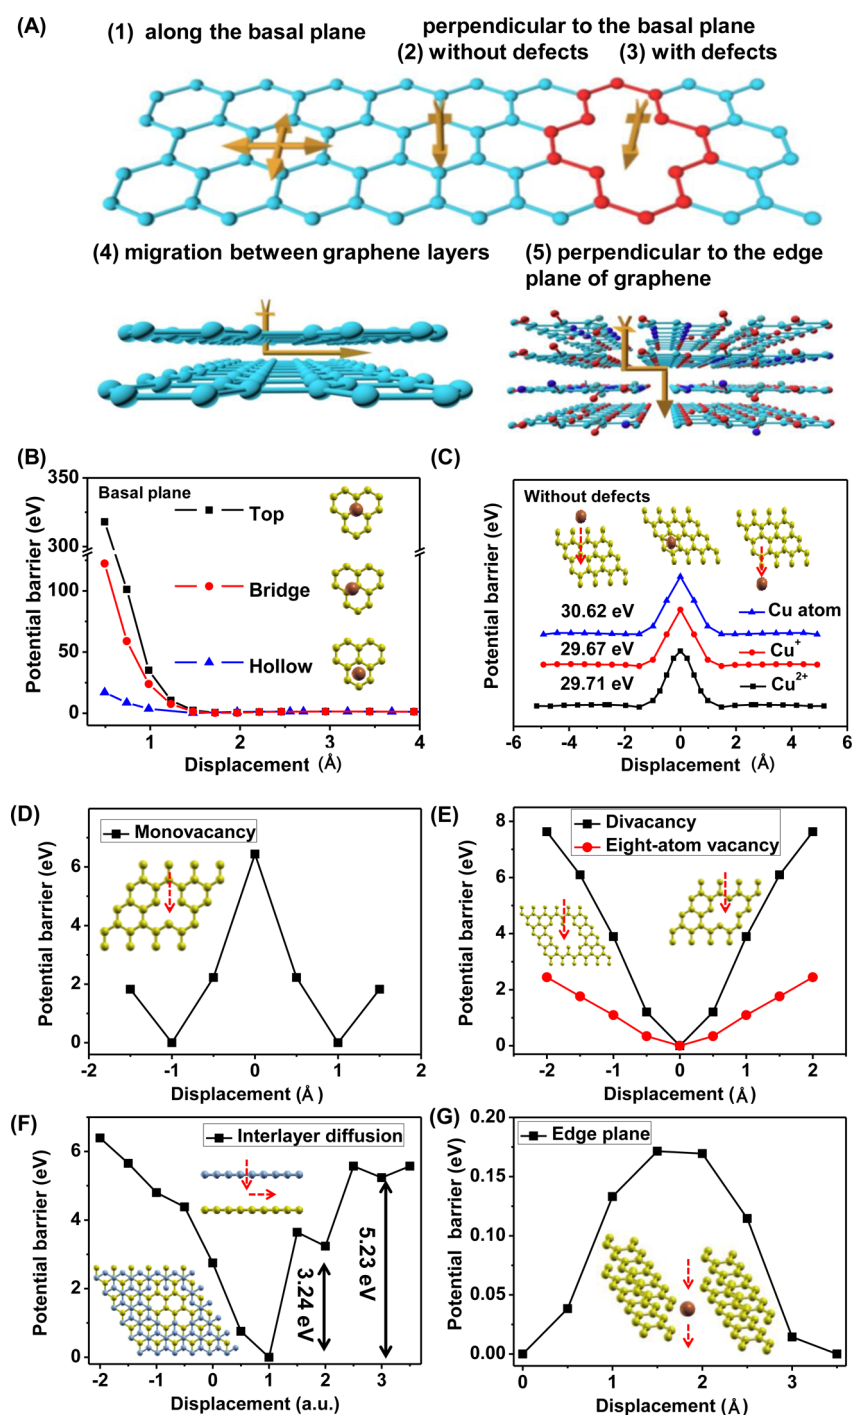 (A)
(1) along the basal plane
perpendicular to the basal plane
(2) without defects
(3) with defects
(4) migration between graphene layers
(5) perpendicular to the edge
plane of graphene
(B)
Potential barrier (eV)
350
300
100
50
0
Basal plane
Top
Bridge
Hollow
0 1 2 3 4
Displacement (Å)
(C)
Potential barrier (eV)
Without defects
30.62 eV
Cu atom
29.67 eV
Cu⁺
29.71 eV
Cu²⁺
-6 -4 -2 0 2 4 6
Displacement (Å)
(D)
Potential barrier (eV)
Monovacancy
6
4
2
0
-2 -1 0 1 2
Displacement (Å)
(E)
Potential barrier (eV)
Divacancy
Eight-atom vacancy
8
6
4
2
0
-2 -1 0 1 2
Displacement (Å)
(F)
Potential barrier (eV)
Interlayer diffusion
6
4
2
0
3.24 eV
5.23 eV
-2 -1 0 1 2 3
Displacement (a.u.)
(G)
Potential barrier (eV)
Edge plane
0.20
0.15
0.10
0.05
0.00
0 1 2 3
Displacement (Å)